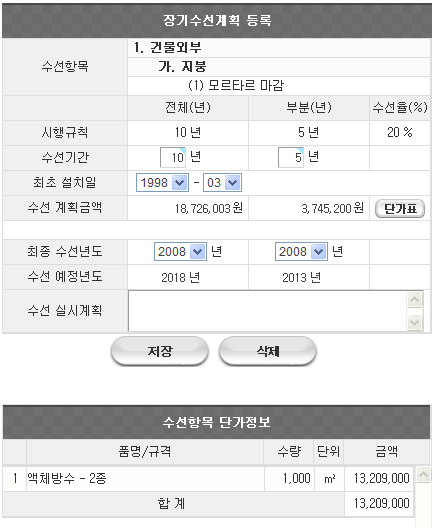 장기수선계획 등록
수선항목
1. 건물외부
가. 지붕
(1) 모르타르 마감
전체(년) 부분(년) 수선율(%)
시행규칙 10 년 5 년 20 %
수선기간 10 년 5 년
최초 설치일 1998 - 03
수선 계획금액 18,726,003 원 3,745,200 원 단가표
최종 수선년도 2008 년 2008 년
수선 예정년도 2018 년 2013 년
수선 실시계획
저장 삭제
수선항목 단가정보
품명/규격 수량 단위 금액
1 액체방수 - 2종 1,000 ㎡ 13,209,000
합 계 13,209,000